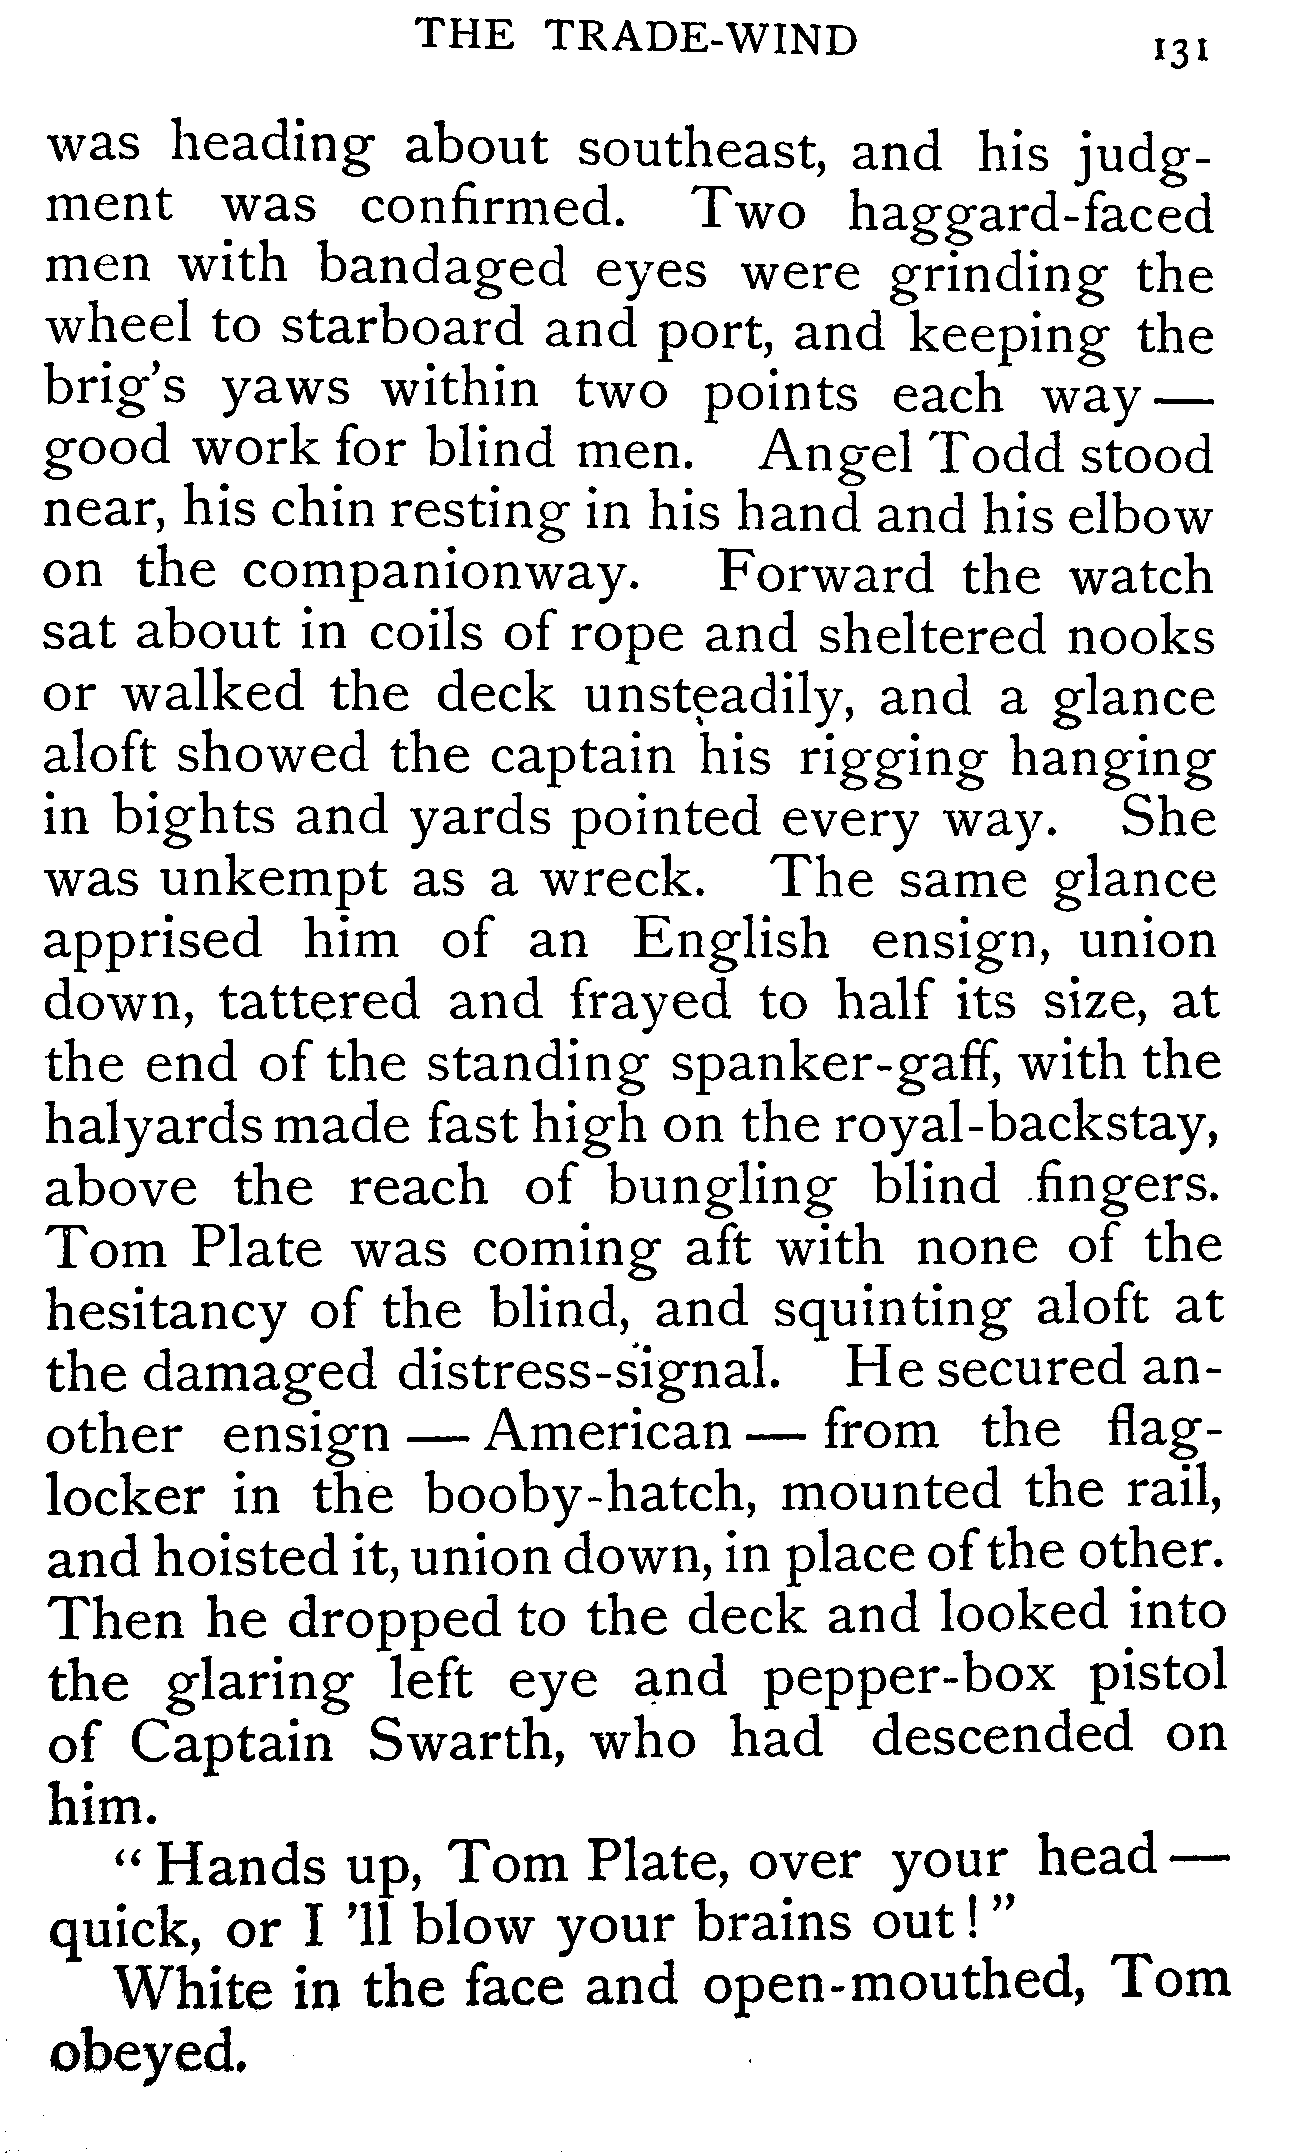 THE TRADE-WIND 131
was heading about southeast, and his judg-
ment was confirmed. Two haggard-faced
men with bandaged eyes were grinding the
wheel to starboard and port, and keeping the
brig's yaws within two points each way—
good work for blind men. Angel Todd stood
near, his chin resting in his hand and his elbow
on the companionway. Forward the watch
sat about in coils of rope and sheltered nooks
or walked the deck unsteadily, and a glance
aloft showed the captain his rigging hanging
in bights and yards pointed every way. She
was unkempt as a wreck. The same glance
apprised him of an English ensign, union
down, tattered and frayed to half its size, at
the end of the standing spanker-gaff, with the
halyards made fast high on the royal-backstay,
above the reach of bungling blind fingers.
Tom Plate was coming aft with none of the
hesitancy of the blind, and squinting aloft at
the damaged distress-signal. He secured an-
other ensign — American — from the flag-
locker in the booby-hatch, mounted the rail,
and hoisted it, union down, in place of the other.
Then he dropped to the deck and looked into
the glaring left eye and pepper-box pistol
of Captain Swarth, who had descended on
him.
"Hands up, Tom Plate, over your head—
quick, or I 'll blow your brains out!"
White in the face and open-mouthed, Tom
obeyed.